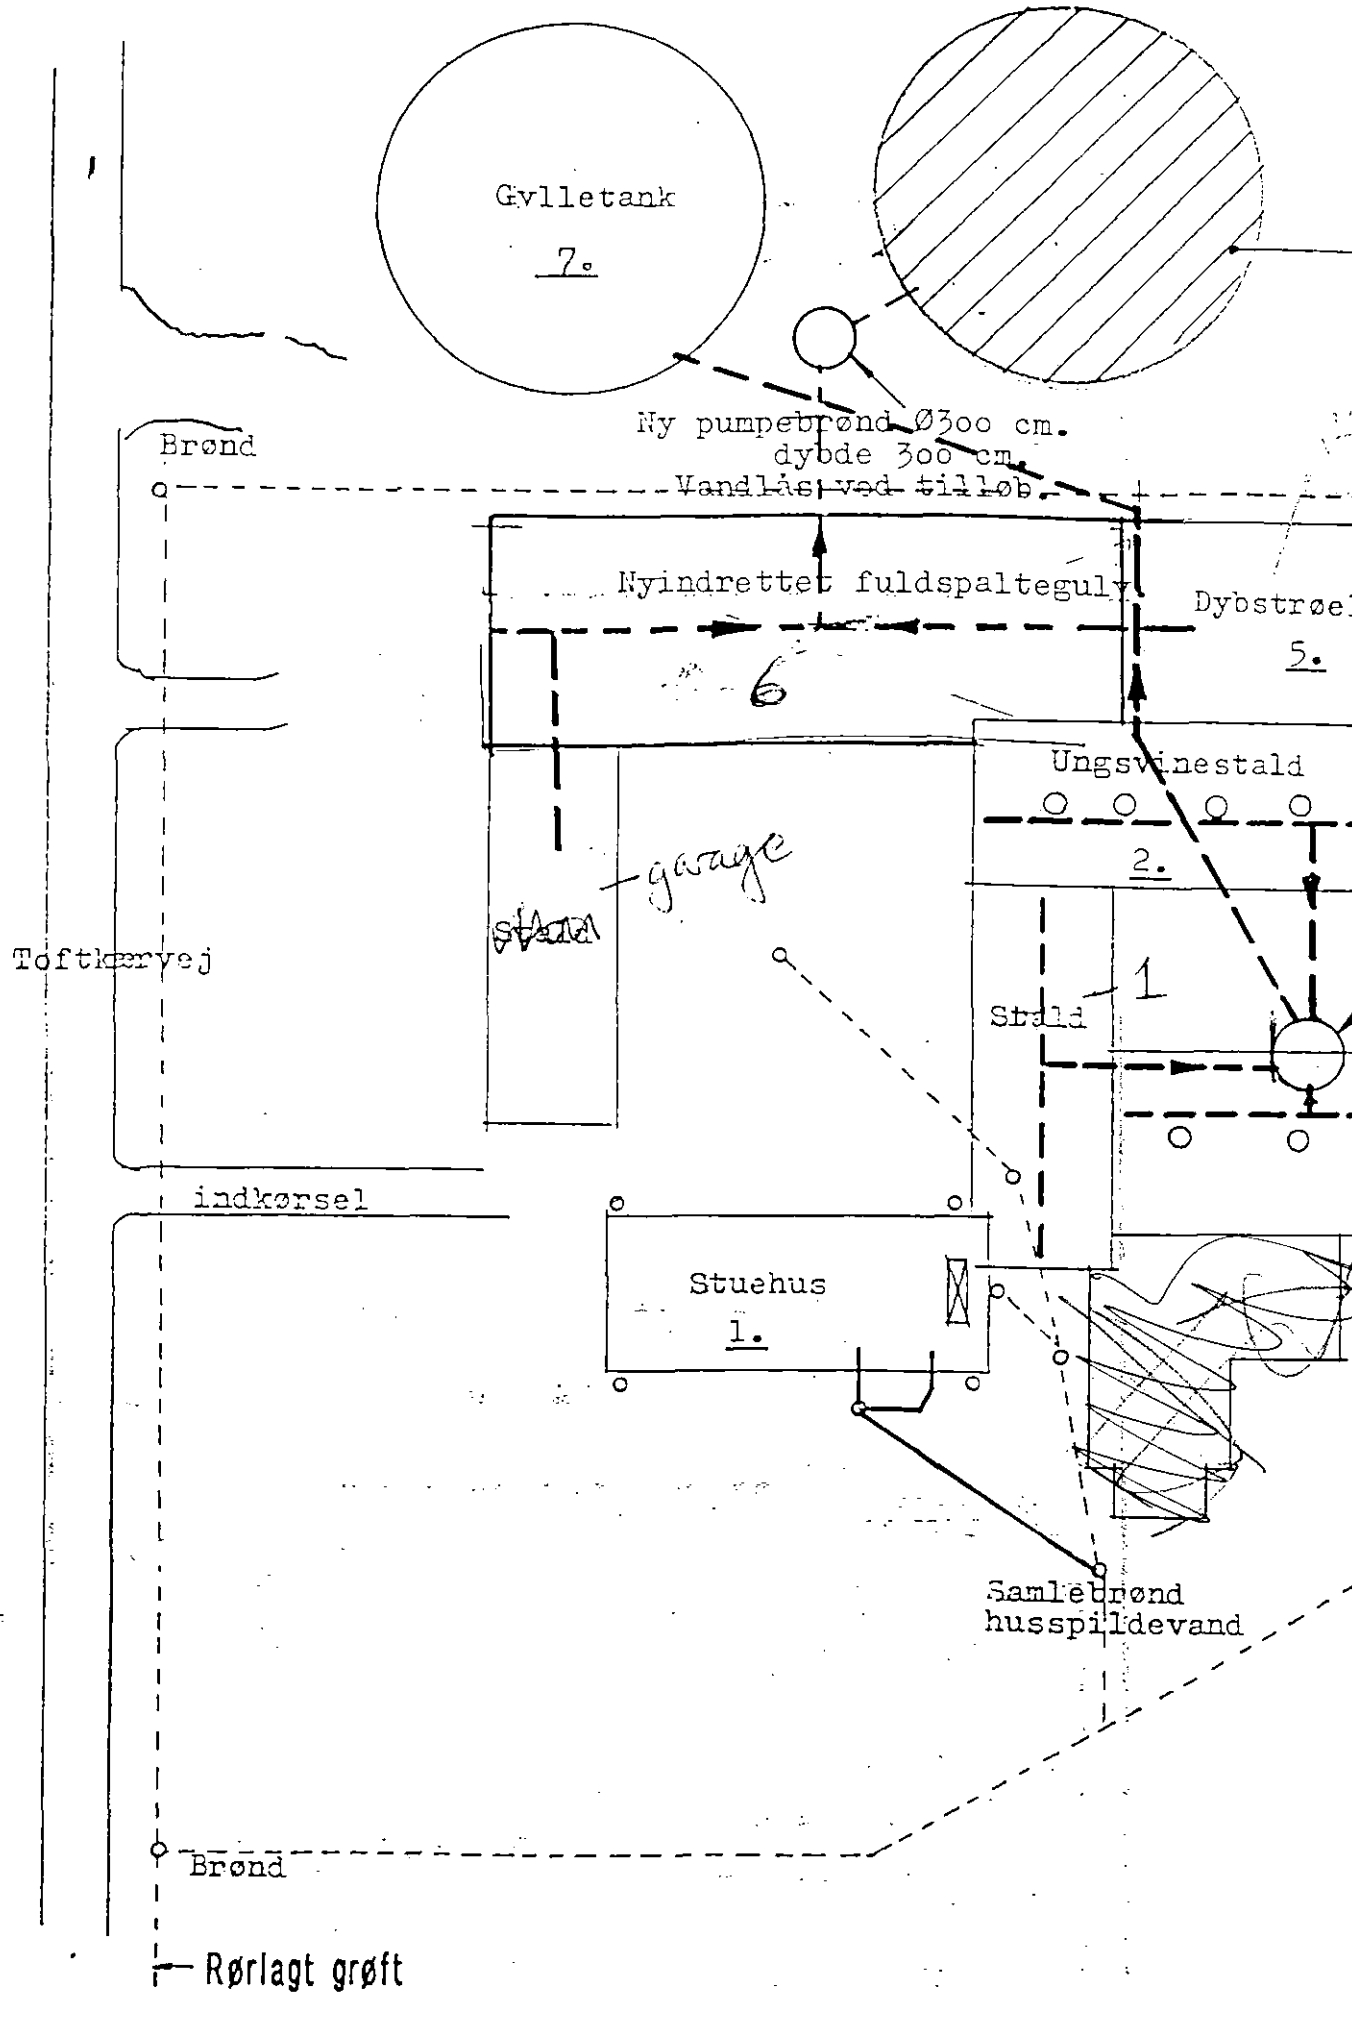 Gylletank
7.
Ny pumpebrønd Ø300 cm.
dybde 300 cm.
Vandlås ved tilløb.
Brønd
Nyindrettet fuldspaltegulv
Dybstrøel
5.
6
Ungsvinestald
2.
garage
Stald
Toftkærvej
1
Stald
indkørsel
Stuehus
1.
Samlebrønd
husspildevand
Brønd
Rørlagt grøft